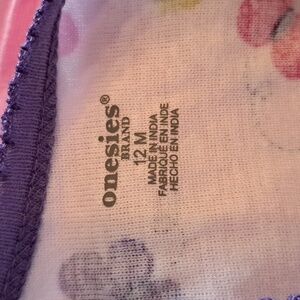 onesies®
BRAND
12 M
MADE IN INDIA
FABRIQUÉ EN INDE
HECHO EN INDIA